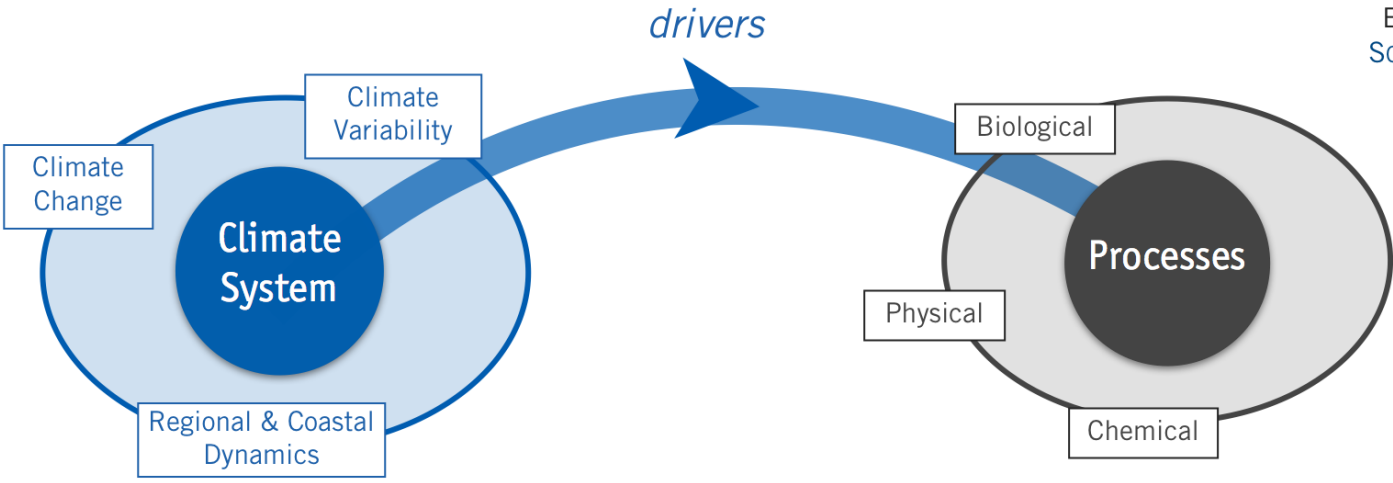 drivers
Climate
Variability
Climate
Change
Climate
System
Regional & Coastal
Dynamics
Biological
Processes
Physical
Chemical